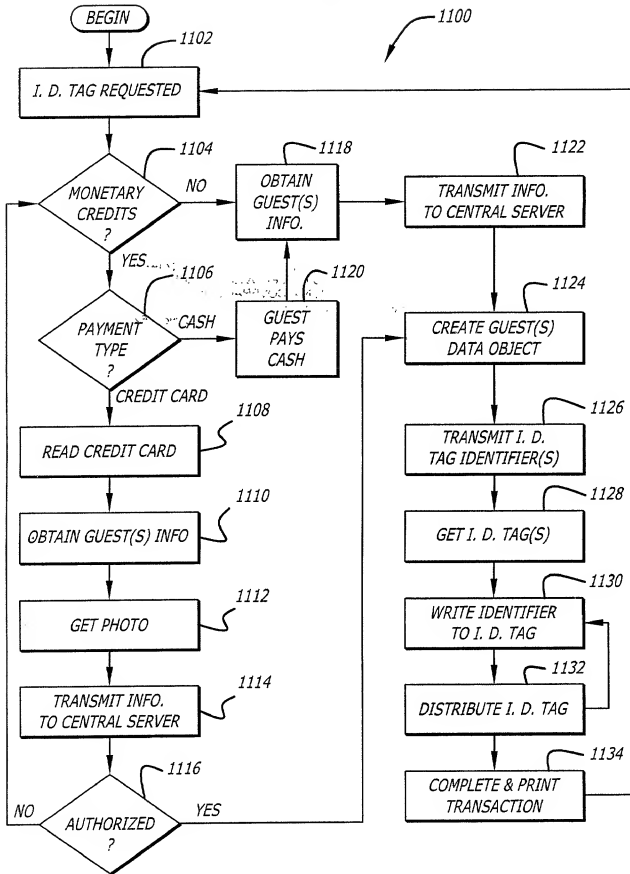 BEGIN
1100
1102
I. D. TAG REQUESTED
1104
MONETARY
CREDITS
?
NO
YES
1118
OBTAIN
GUEST(S)
INFO.
1122
TRANSMIT INFO.
TO CENTRAL SERVER
1106
PAYMENT
TYPE
?
CASH
CREDIT CARD
1120
GUEST
PAYS
CASH
1124
CREATE GUEST(S)
DATA OBJECT
1108
READ CREDIT CARD
1126
TRANSMIT I. D.
TAG IDENTIFIER(S)
1110
OBTAIN GUEST(S) INFO
1128
GET I. D. TAG(S)
1112
GET PHOTO
1130
WRITE IDENTIFIER
TO I. D. TAG
1114
TRANSMIT INFO.
TO CENTRAL SERVER
1132
DISTRIBUTE I. D. TAG
1116
AUTHORIZED
?
NO
YES
1134
COMPLETE & PRINT
TRANSACTION